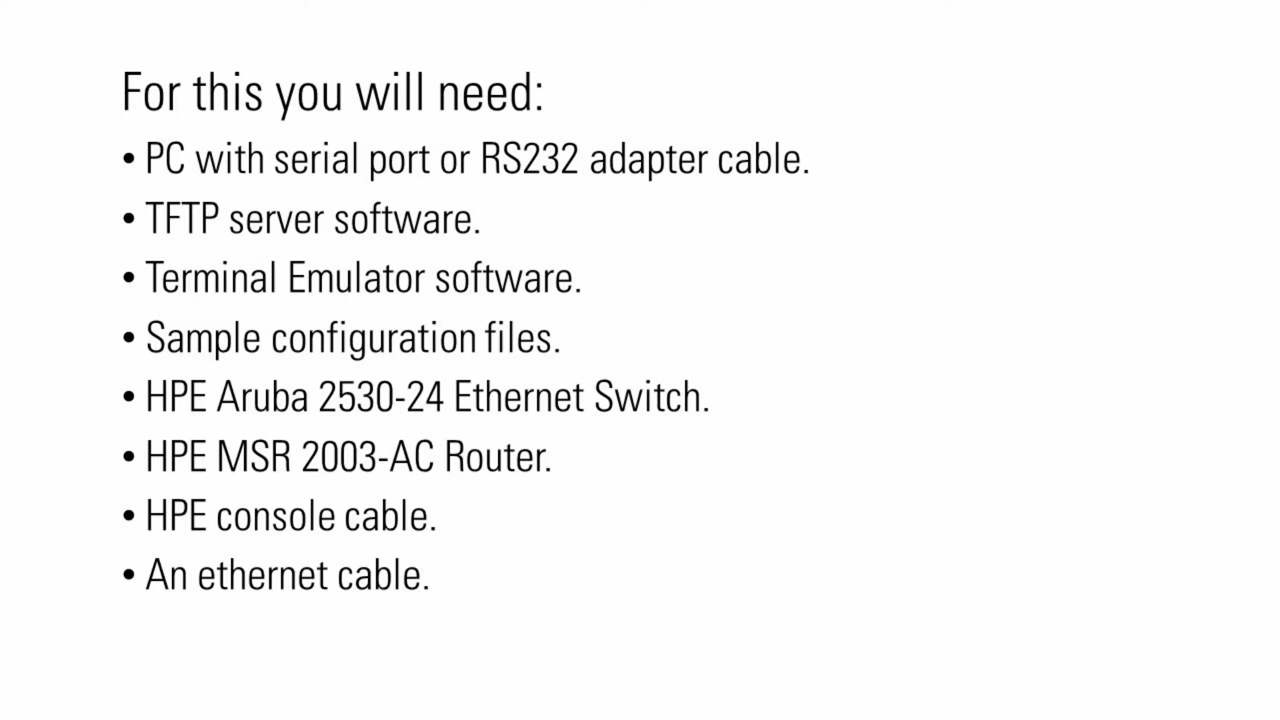 For this you will need:
• PC with serial port or RS232 adapter cable.
• TFTP server software.
• Terminal Emulator software.
• Sample configuration files.
• HPE Aruba 2530-24 Ethernet Switch.
• HPE MSR 2003-AC Router.
• HPE console cable.
• An ethernet cable.